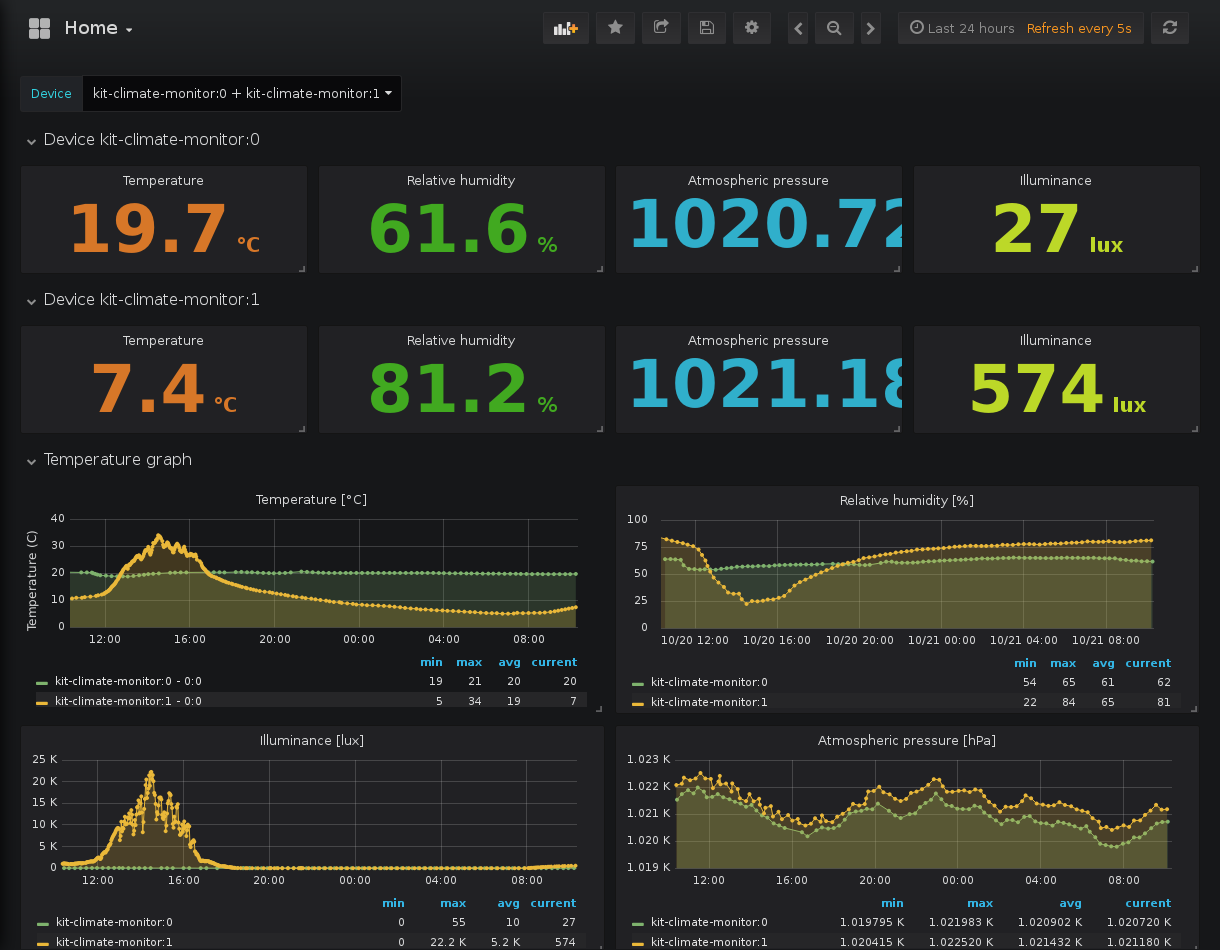 Home
Last 24 hours Refresh every 5s
Device kit-climate-monitor:0 + kit-climate-monitor:1
Device kit-climate-monitor:0
Temperature Relative humidity Atmospheric pressure Illuminance
19.7 °C 61.6 % 1020.72 27 lux
Device kit-climate-monitor:1
Temperature Relative humidity Atmospheric pressure Illuminance
7.4 °C 81.2 % 1021.18 574 lux
Temperature graph
Temperature [°C]
Temperature (C)
40
30
20
10
0
12:00 16:00 20:00 00:00 04:00 08:00
min max avg current
kit-climate-monitor:0 - 0:0 19 21 20 20
kit-climate-monitor:1 - 0:0 5 34 19 7
Relative humidity [%]
100
75
50
25
0
10/20 12:00 10/20 16:00 10/20 20:00 10/21 00:00 10/21 04:00 10/21 08:00
min max avg current
kit-climate-monitor:0 54 65 61 62
kit-climate-monitor:1 22 84 65 81
Illuminance [lux]
25 K
20 K
15 K
10 K
5 K
0
12:00 16:00 20:00 00:00 04:00 08:00
min max avg current
kit-climate-monitor:0 0 55 10 27
kit-climate-monitor:1 0 22.2 K 5.2 K 574
Atmospheric pressure [hPa]
1.023 K
1.022 K
1.021 K
1.020 K
1.019 K
12:00 16:00 20:00 00:00 04:00 08:00
min max avg current
kit-climate-monitor:0 1.019795 K 1.021983 K 1.020902 K 1.020720 K
kit-climate-monitor:1 1.020415 K 1.022520 K 1.021432 K 1.021180 K